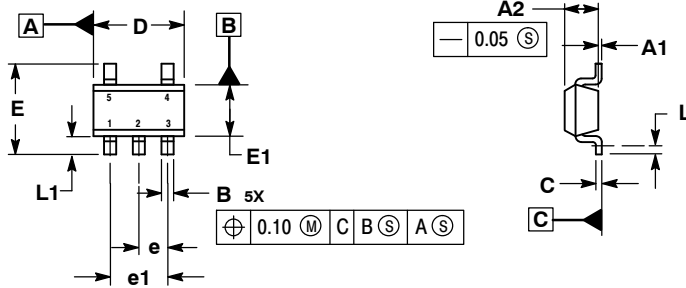 A
D
B
A2
— 0.05 Ⓢ
A1
E
5 4
1 2 3
E1
L
L1
B 5X
C
⌖ 0.10 Ⓜ C B Ⓢ A Ⓢ
C
e
e1